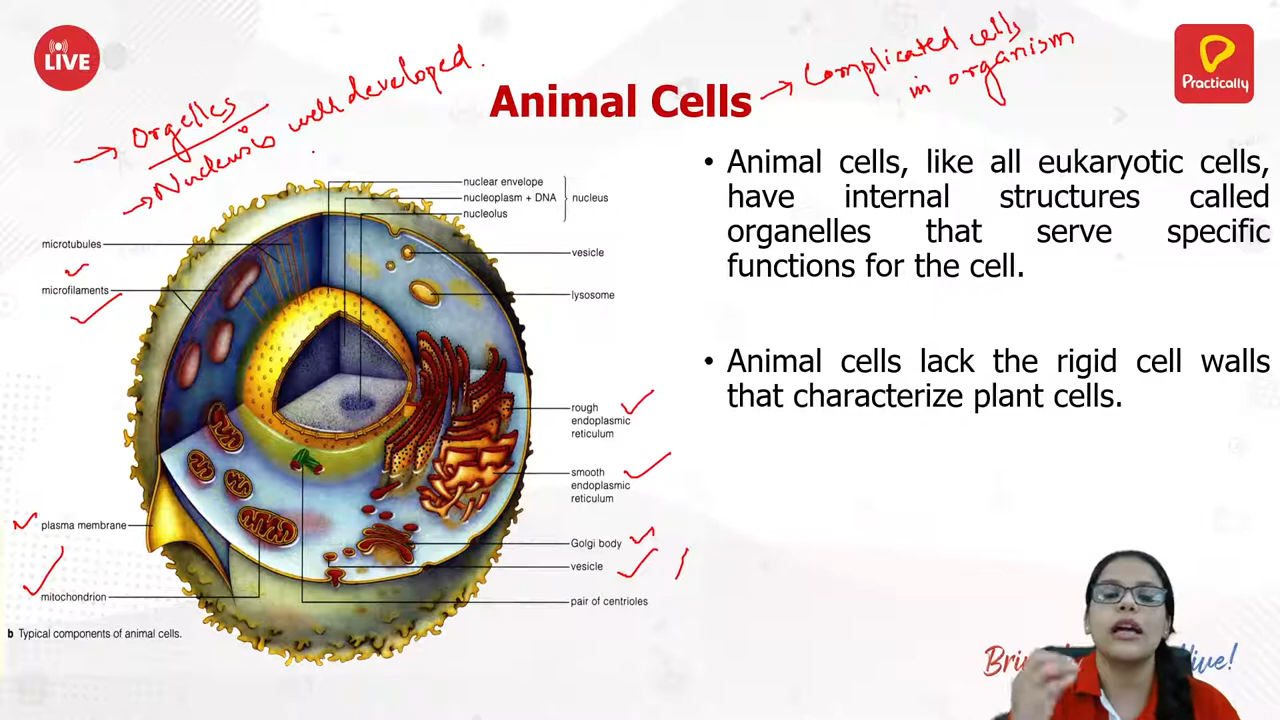 LIVE
→ Complicated cells
in organism
Practically
Animal Cells
→ Orgelles
→ Nucleus is well developed.
• Animal cells, like all eukaryotic cells,
have internal structures called
organelles that serve specific
functions for the cell.
• Animal cells lack the rigid cell walls
that characterize plant cells.
nuclear envelope
nucleoplasm + DNA
nucleus
nucleolus
microtubules
vesicle
microfilaments
lysosome
rough
endoplasmic
reticulum
smooth
endoplasmic
reticulum
plasma membrane
Golgi body
vesicle
mitochondrion
pair of centrioles
b Typical components of animal cells.